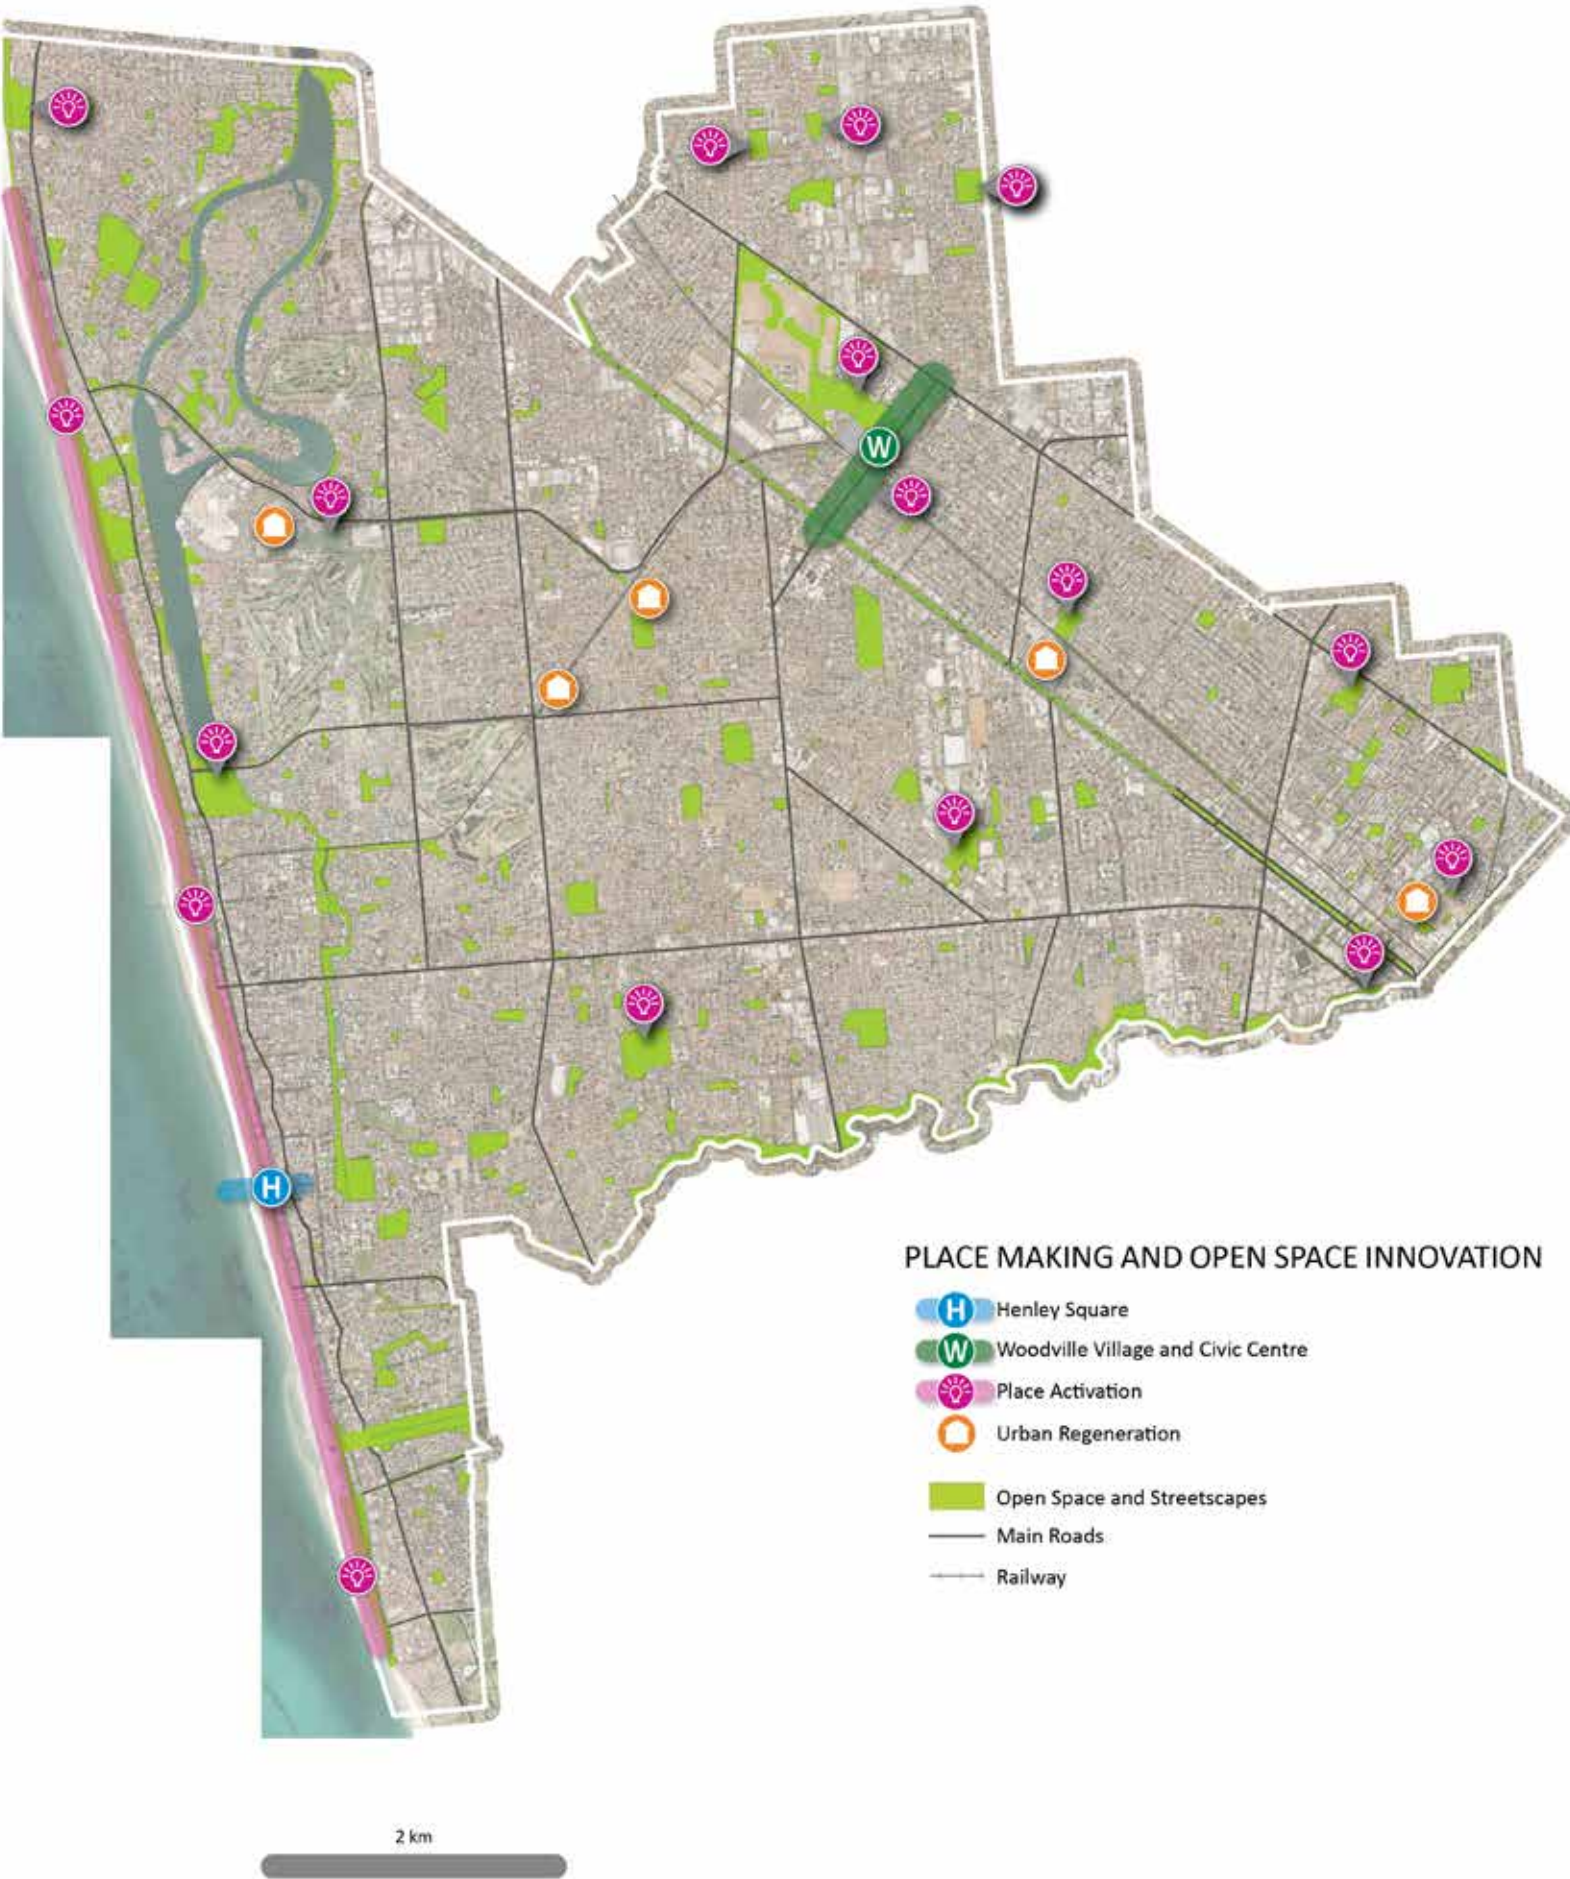 W
H
PLACE MAKING AND OPEN SPACE INNOVATION
H Henley Square
W Woodville Village and Civic Centre
Place Activation
Urban Regeneration
Open Space and Streetscapes
Main Roads
Railway
2 km